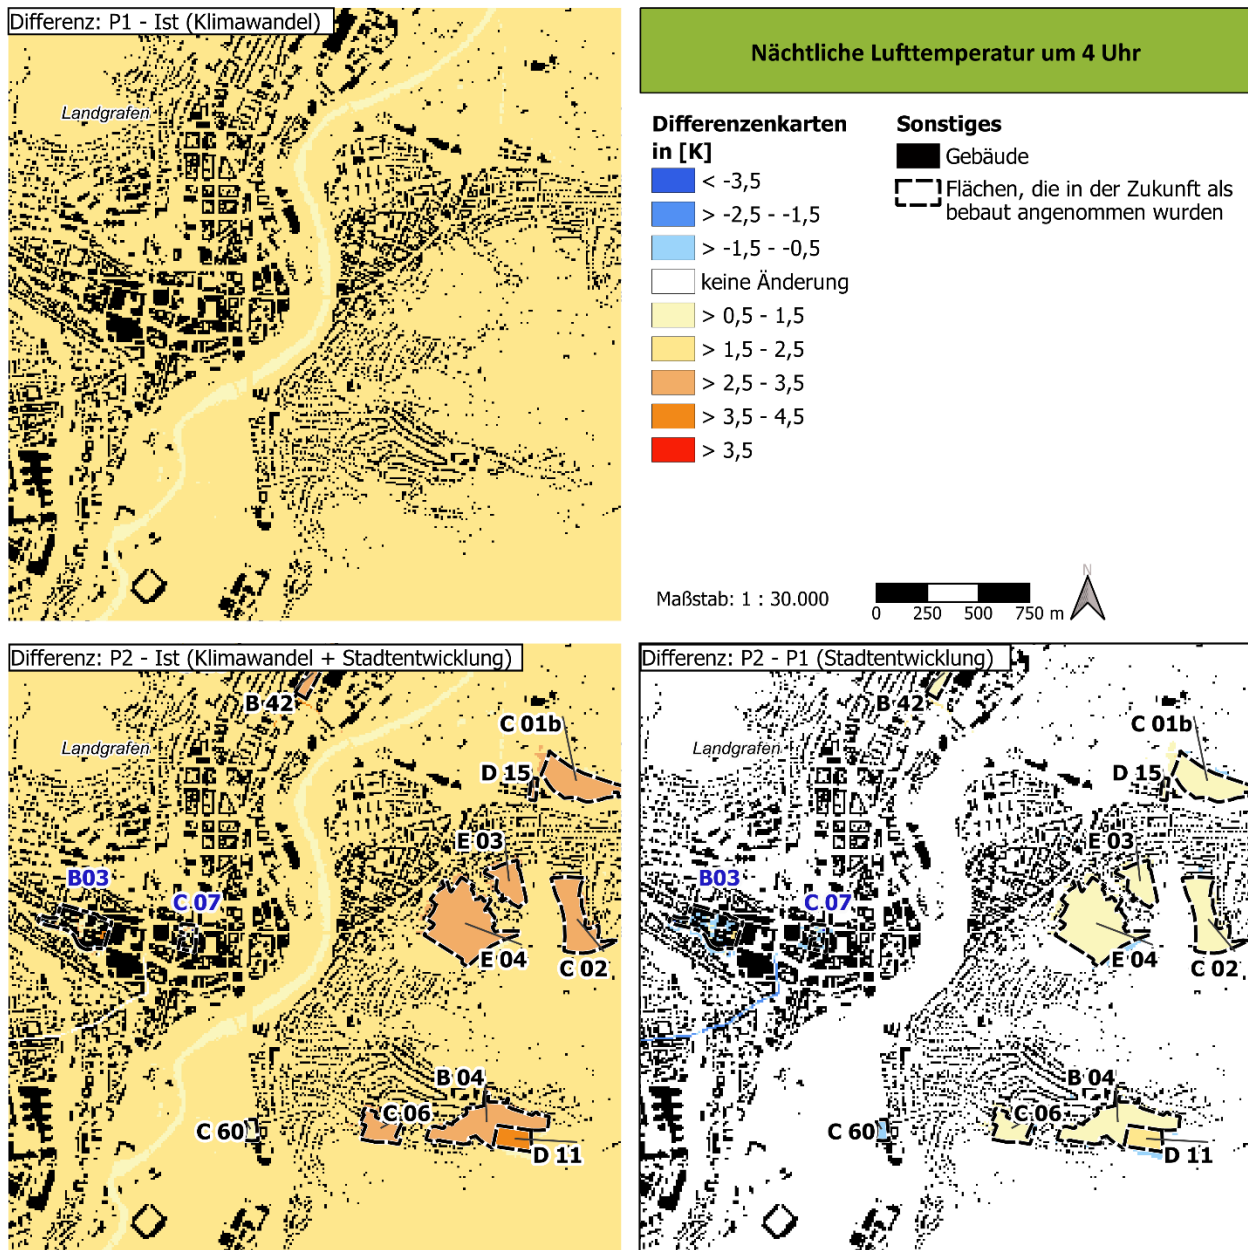 Differenz: P1 - Ist (Klimawandel)
Landgrafen
Nächtliche Lufttemperatur um 4 Uhr
Differenzenkarten
in [K]
< -3,5
> -2,5 - -1,5
> -1,5 - -0,5
keine Änderung
> 0,5 - 1,5
> 1,5 - 2,5
> 2,5 - 3,5
> 3,5 - 4,5
> 3,5
Sonstiges
Gebäude
Flächen, die in der Zukunft als
bebaut angenommen wurden
Maßstab: 1 : 30.000
0 250 500 750 m
N
Differenz: P2 - Ist (Klimawandel + Stadtentwicklung)
B 42
C 01b
Landgrafen
D 15
E 03
B03
C 07
E 04
C 02
B 04
C 06
C 60
D 11
Differenz: P2 - P1 (Stadtentwicklung)
B 42
C 01b
Landgrafen
D 15
E 03
B03
C 07
E 04
C 02
B 04
C 06
C 60
D 11